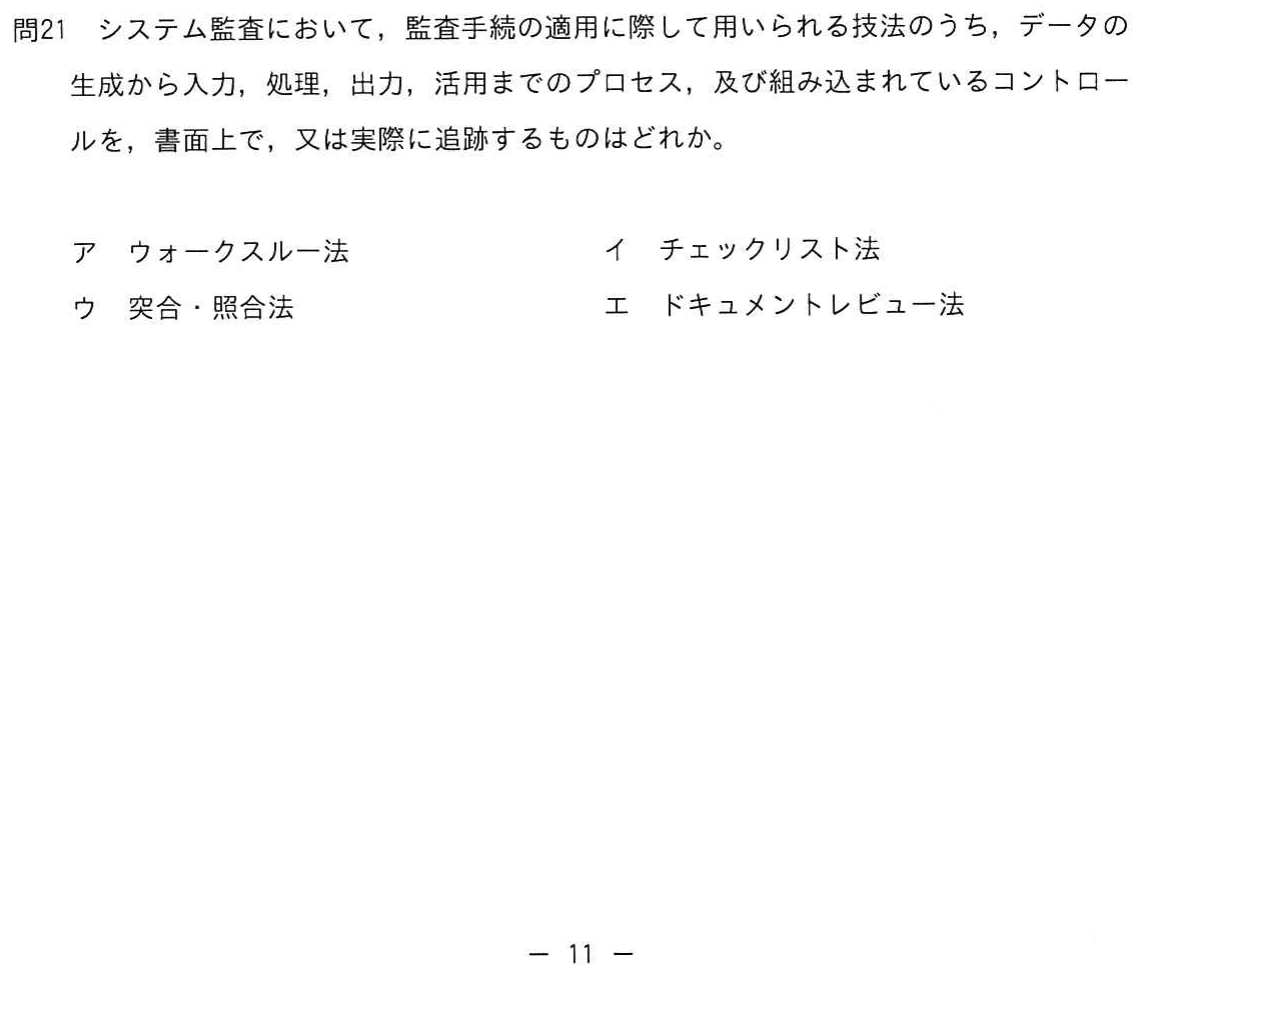 問21　システム監査において，監査手続の適用に際して用いられる技法のうち，データの
生成から入力，処理，出力，活用までのプロセス，及び組み込まれているコントロー
ルを，書面上で，又は実際に追跡するものはどれか。
ア　ウォークスルー法　イ　チェックリスト法
ウ　突合・照合法　エ　ドキュメントレビュー法
― 11 ―